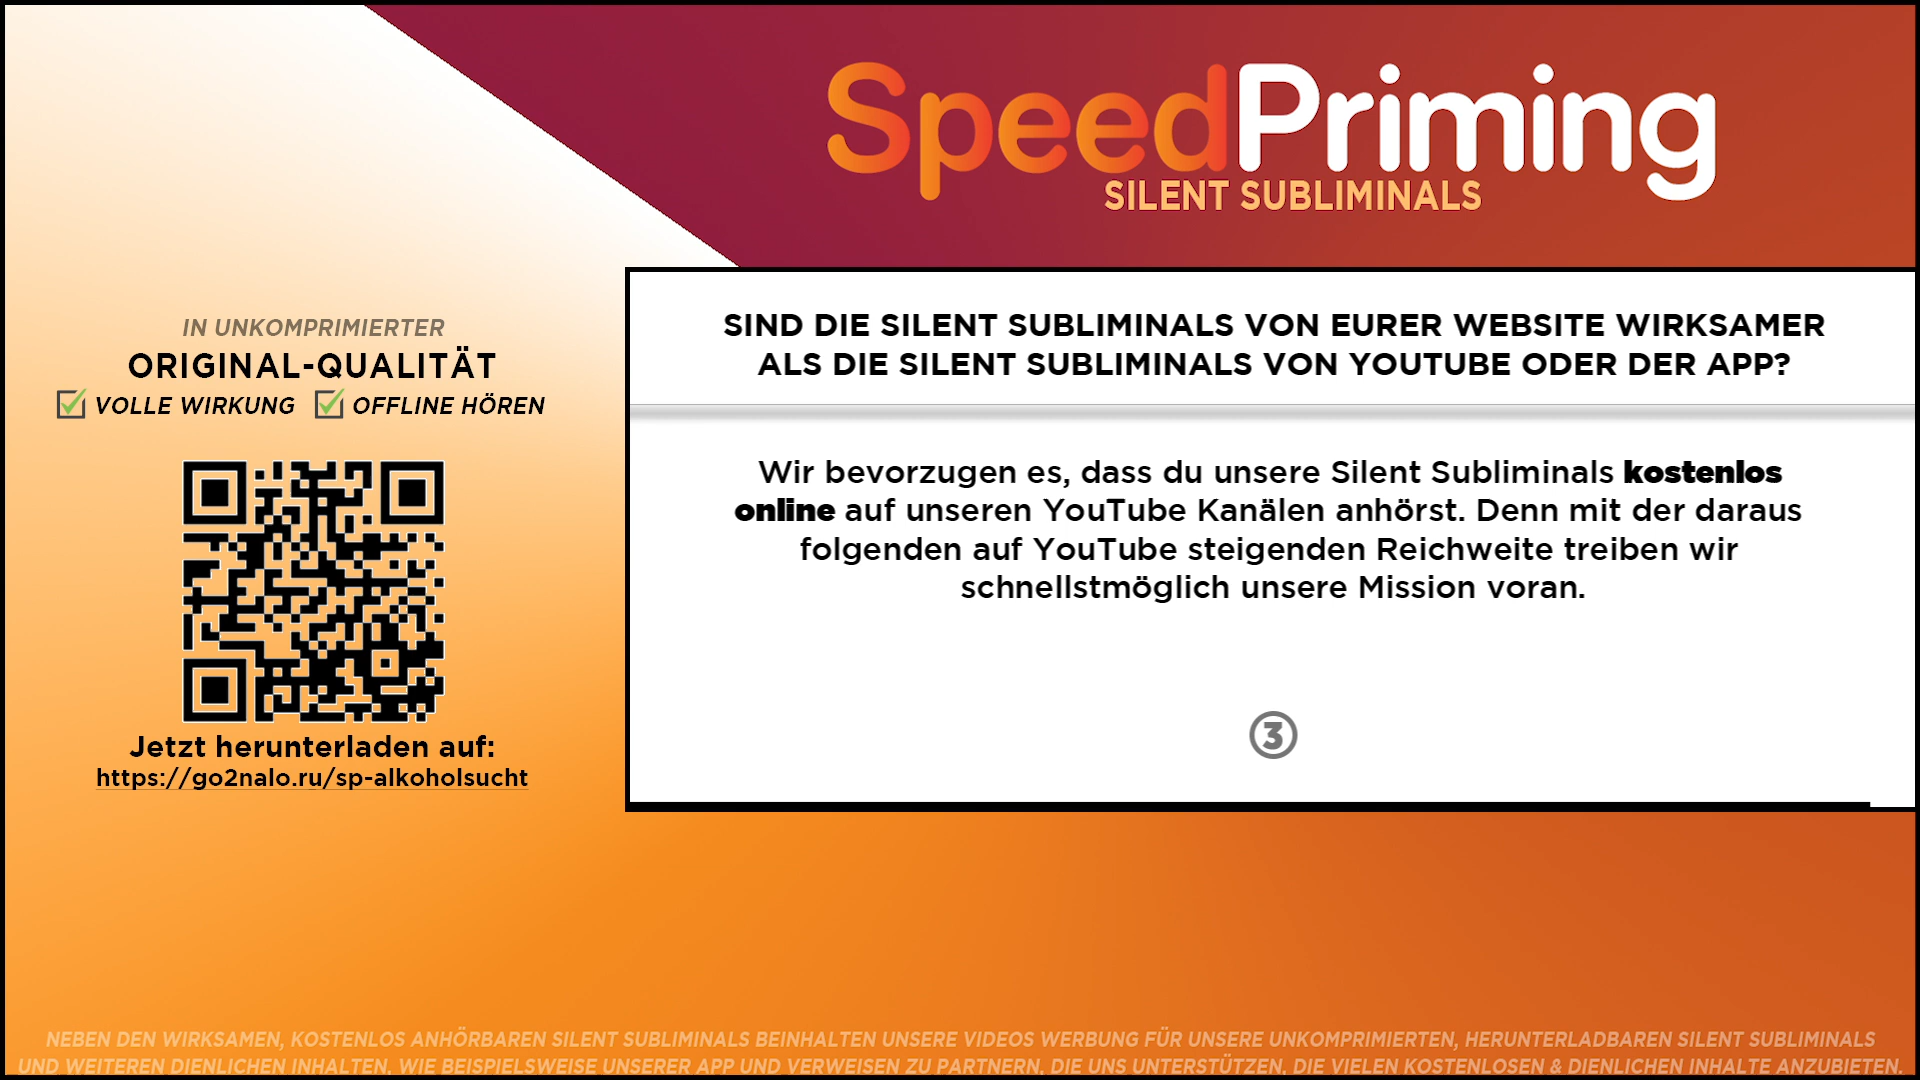 SpeedPriming
SILENT SUBLIMINALS
IN UNKOMPRIMIERTER
ORIGINAL-QUALITÄT
VOLLE WIRKUNG OFFLINE HÖREN
Jetzt herunterladen auf:
https://go2nalo.ru/sp-alkoholsucht
SIND DIE SILENT SUBLIMINALS VON EURER WEBSITE WIRKSAMER
ALS DIE SILENT SUBLIMINALS VON YOUTUBE ODER DER APP?
Wir bevorzugen es, dass du unsere Silent Subliminals kostenlos
online auf unseren YouTube Kanälen anhörst. Denn mit der daraus
folgenden auf YouTube steigenden Reichweite treiben wir
schnellstmöglich unsere Mission voran.
3
NEBEN DEN WIRKSAMEN, KOSTENLOS ANHÖRBAREN SILENT SUBLIMINALS BEINHALTEN UNSERE VIDEOS WERBUNG FÜR UNSERE UNKOMPRIMIERTEN, HERUNTERLADBAREN SILENT SUBLIMINALS
UND WEITEREN DIENLICHEN INHALTEN, WIE BEISPIELSWEISE UNSERER APP UND VERWEISEN ZU PARTNERN, DIE UNS UNTERSTÜTZEN, DIE VIELEN KOSTENLOSEN & DIENLICHEN INHALTE ANZUBIETEN.